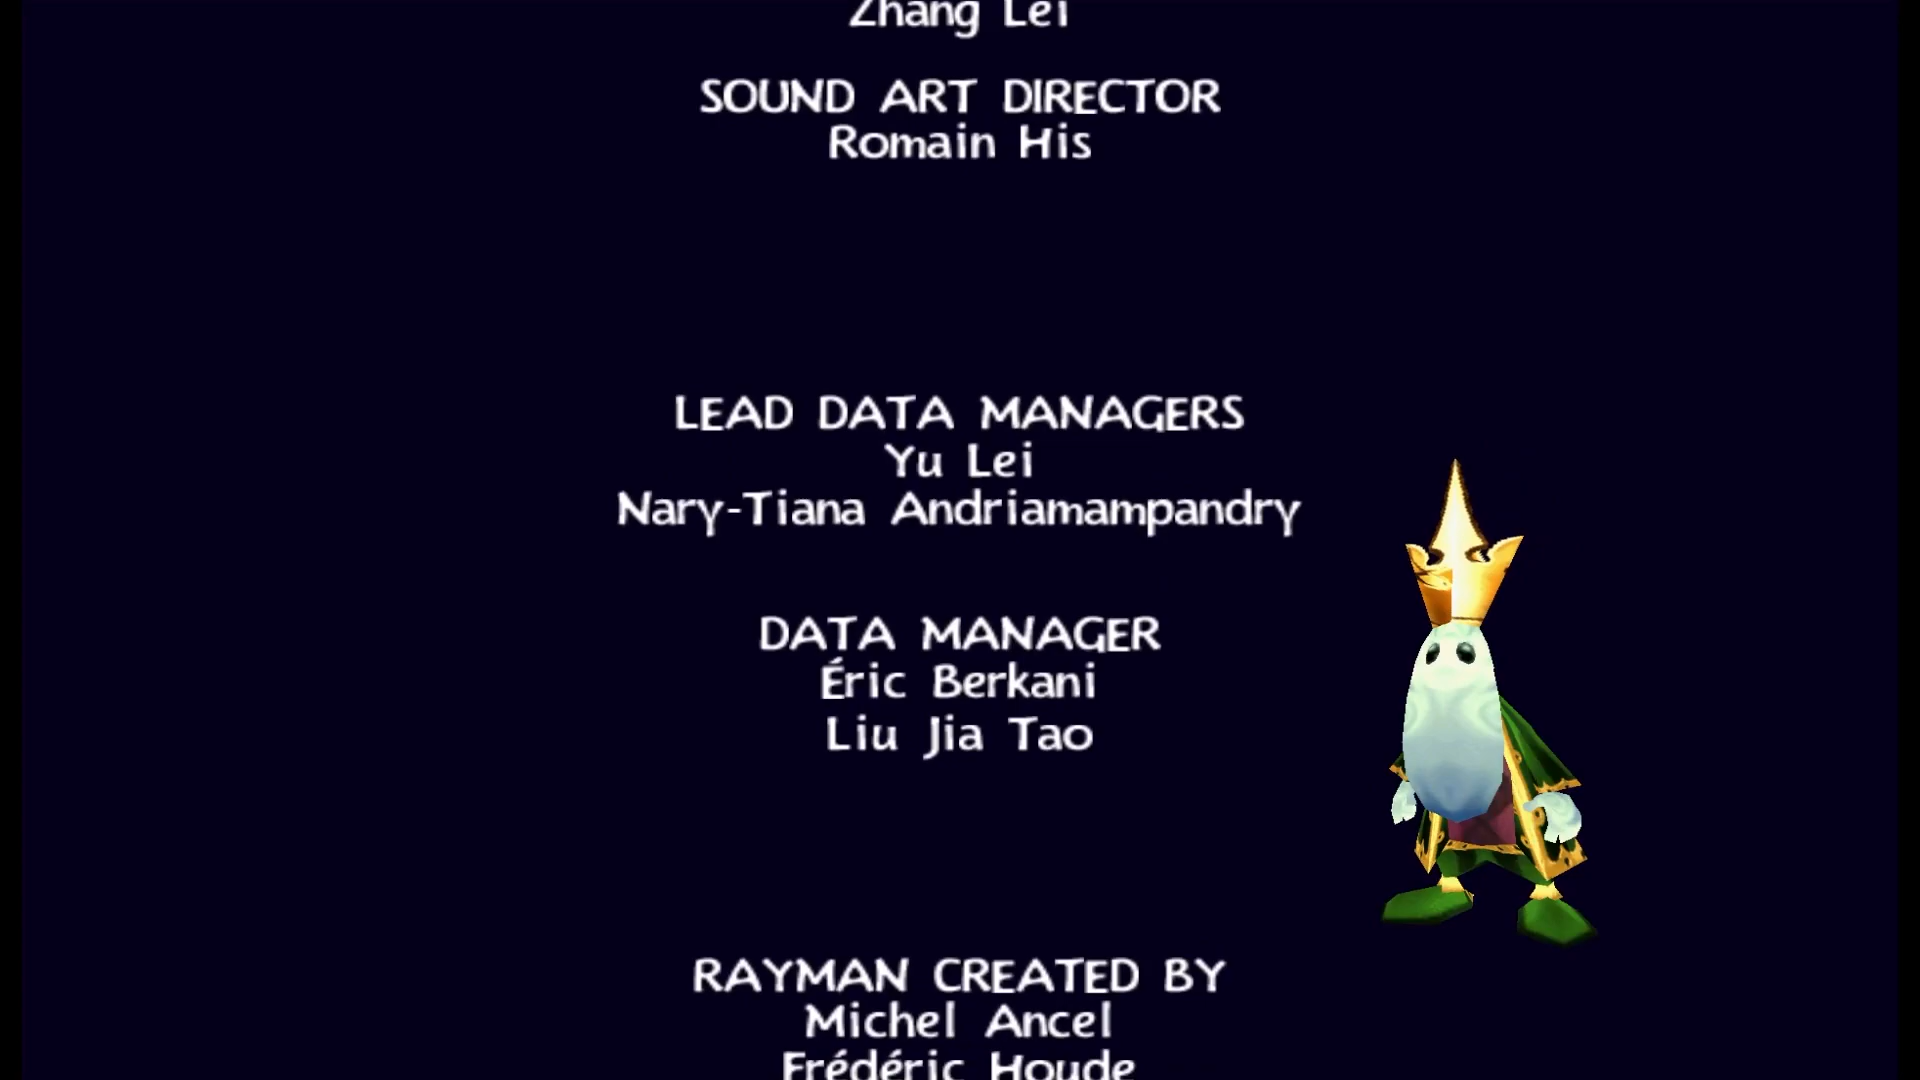 Zhang Lei
SOUND ART DIRECTOR
Romain His
LEAD DATA MANAGERS
Yu Lei
Nary-Tiana Andriamampandry
DATA MANAGER
Éric Berkani
Liu Jia Tao
RAYMAN CREATED BY
Michel Ancel
Frédéric Houde